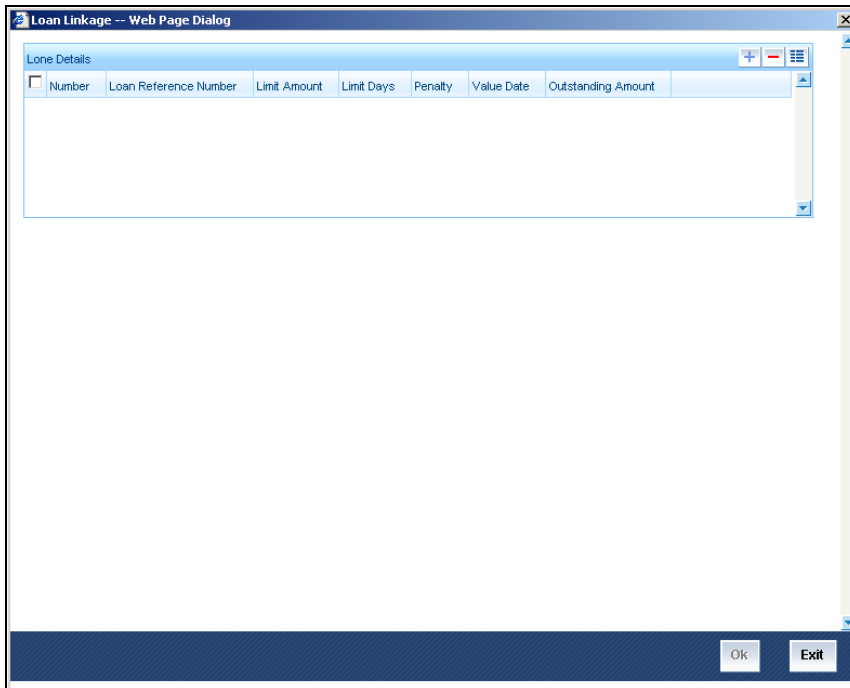 Loan Linkage -- Web Page Dialog
Lone Details
Number Loan Reference Number Limit Amount Limit Days Penalty Value Date Outstanding Amount
Ok Exit